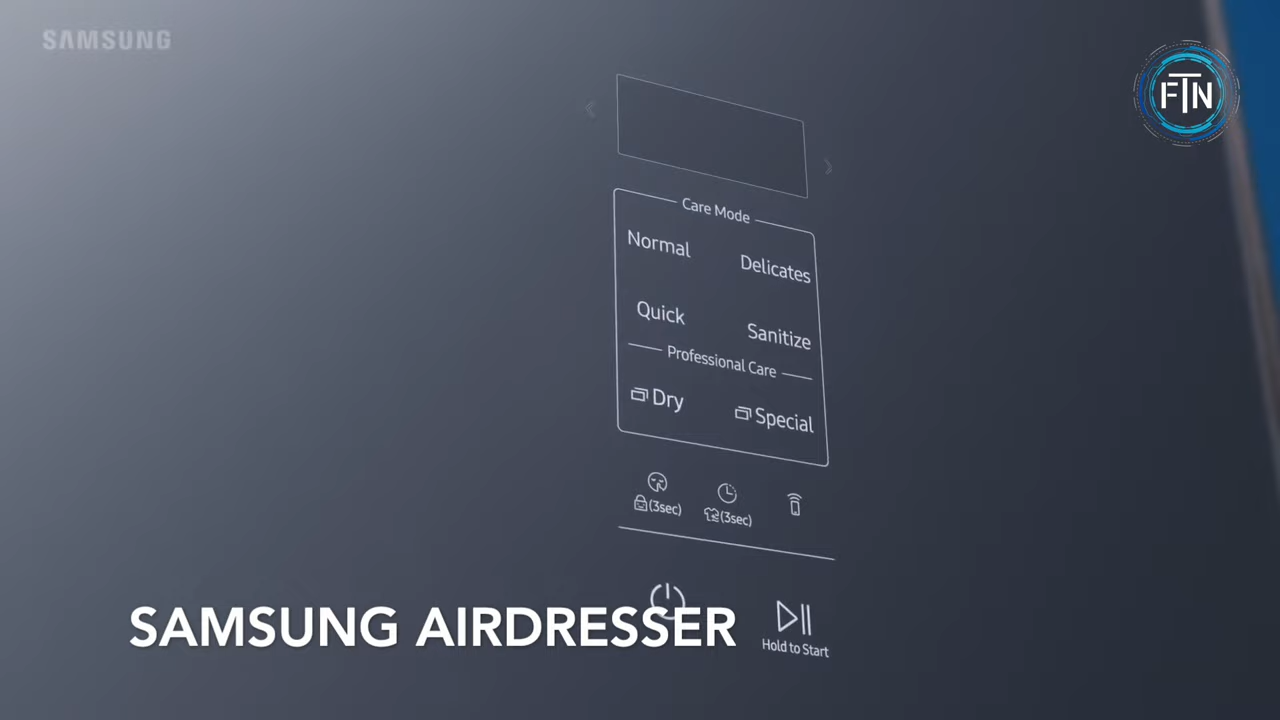 SAMSUNG
FTN
Care Mode
Normal
Delicates
Quick
Sanitize
Professional Care
Dry
Special
(3sec)
(3sec)
SAMSUNG AIRDRESSER
Hold to Start